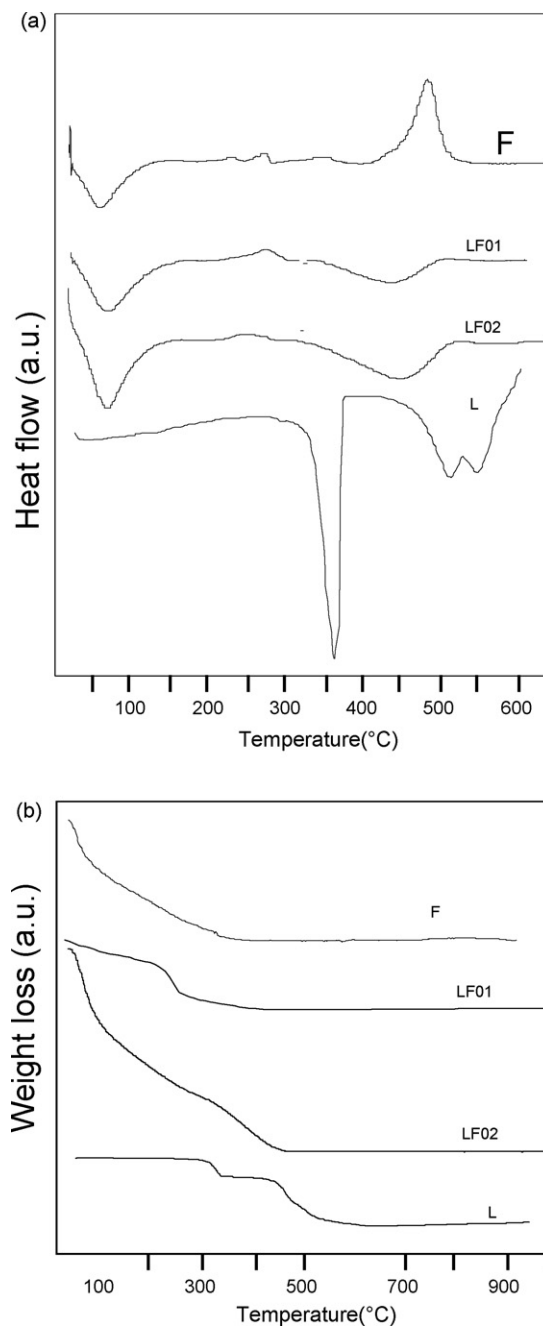 (a)
F
LF01
LF02
L
Heat flow (a.u.)
100 200 300 400 500 600
Temperature(°C)
(b)
F
LF01
LF02
L
Weight loss (a.u.)
100 300 500 700 900
Temperature(°C)